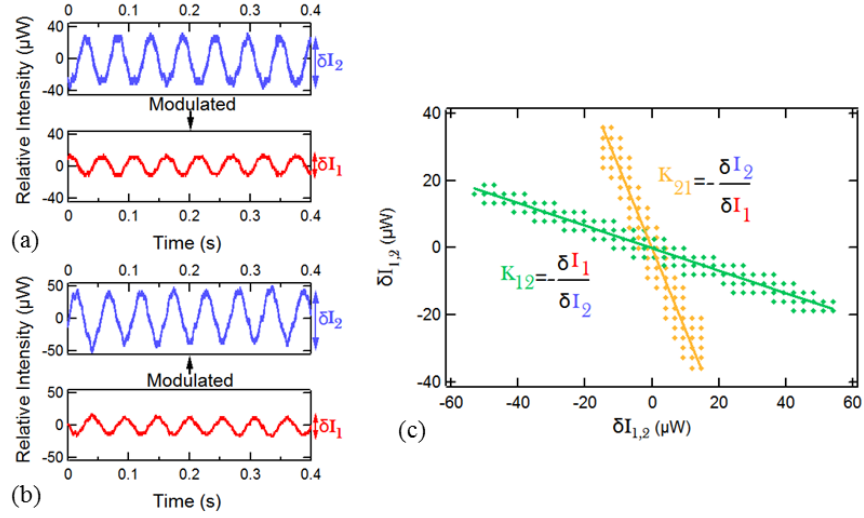 0 0.1 0.2 0.3 0.4
40
0
-40
δI2
Modulated
40
0
-40
δI1
0 0.1 0.2 0.3 0.4
Time (s)
Relative Intensity (µW)
(a)
0 0.1 0.2 0.3 0.4
50
-50
δI2
Modulated
50
0
-50
δI1
0 0.1 0.2 0.3 0.4
Time (s)
Relative Intensity (µW)
(b)
40
20
0
-20
-40
δI1,2 (µW)
K21=-δI2/δI1
K12=-δI1/δI2
-60 -40 -20 0 20 40 60
δI1,2 (µW)
(c)